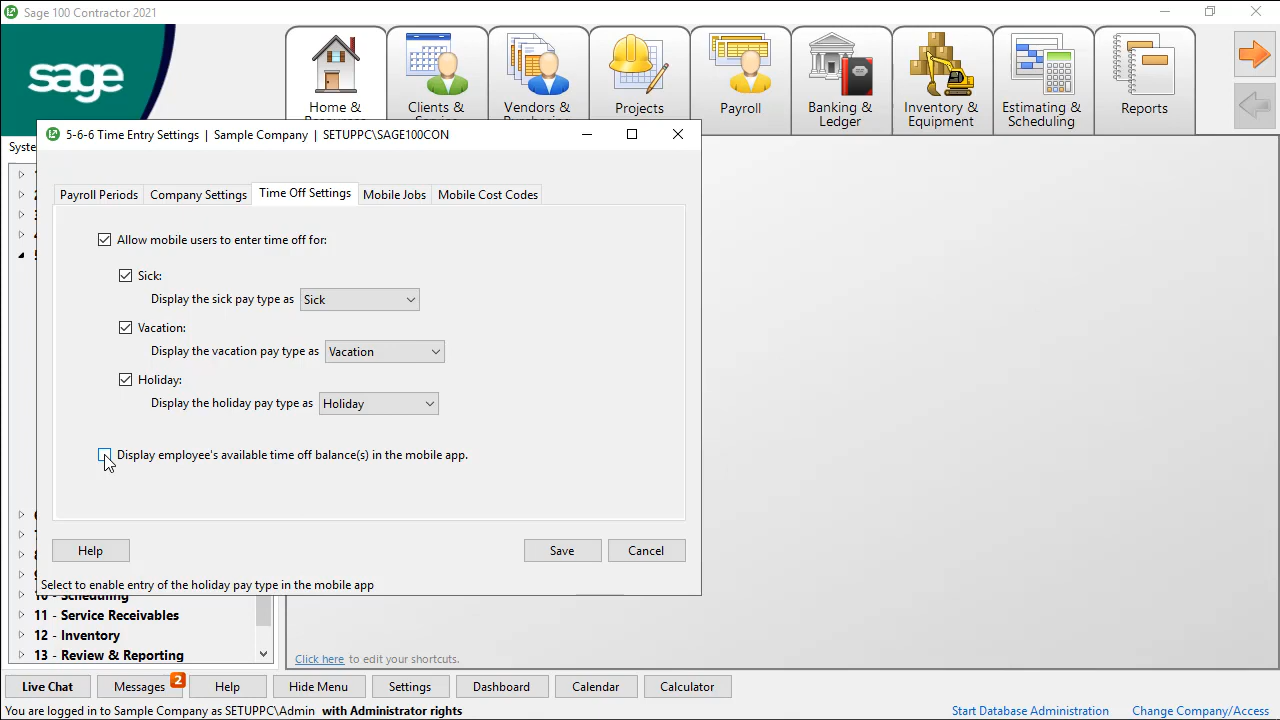 Sage 100 Contractor 2021
sage
Home &
Clients &
Vendors &
Projects
Payroll
Banking &
Ledger
Inventory &
Equipment
Estimating &
Scheduling
Reports
5-6-6 Time Entry Settings | Sample Company | SETUPPC\SAGE100CON
Payroll Periods
Company Settings
Time Off Settings
Mobile Jobs
Mobile Cost Codes
Allow mobile users to enter time off for:
Sick:
Display the sick pay type as Sick
Vacation:
Display the vacation pay type as Vacation
Holiday:
Display the holiday pay type as Holiday
Display employee's available time off balance(s) in the mobile app.
Help
Save
Cancel
Select to enable entry of the holiday pay type in the mobile app
10 - Scheduling
11 - Service Receivables
12 - Inventory
13 - Review & Reporting
Click here to edit your shortcuts.
Live Chat
Messages 2
Help
Hide Menu
Settings
Dashboard
Calendar
Calculator
You are logged in to Sample Company as SETUPPC\Admin with Administrator rights
Start Database Administration
Change Company/Access